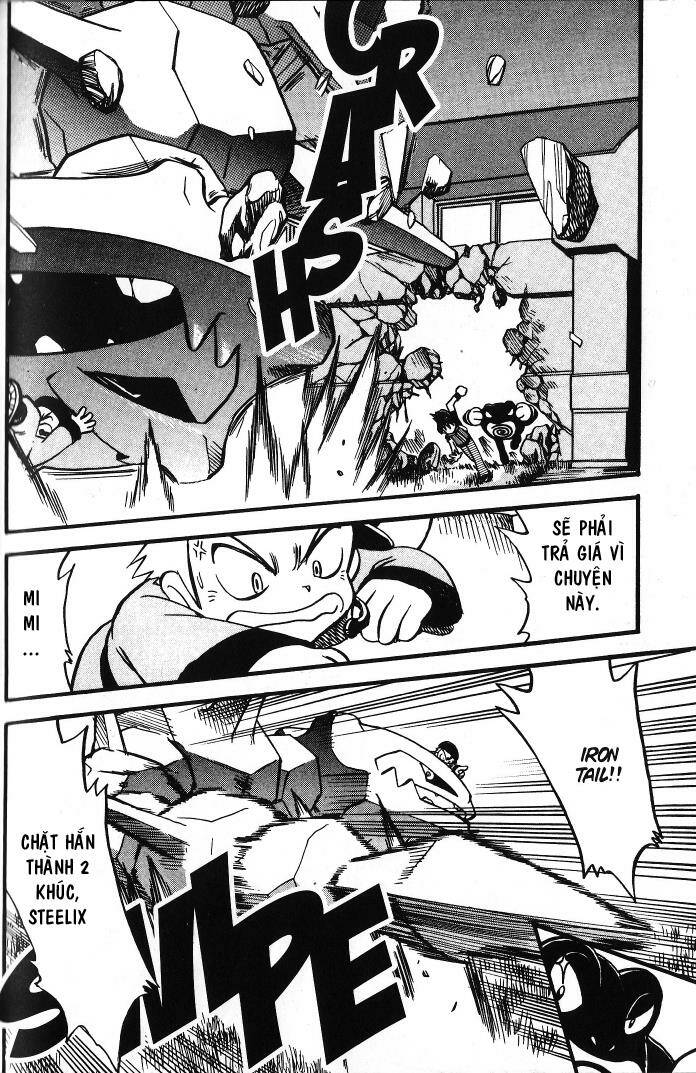 CRASH
SẼ PHẢI
TRẢ GIÁ VÌ
CHUYỆN
NÀY.
MI
MI
...
IRON
TAIL!!
CHẶT HẮN
THÀNH 2
KHÚC,
STEELIX
SWIPE